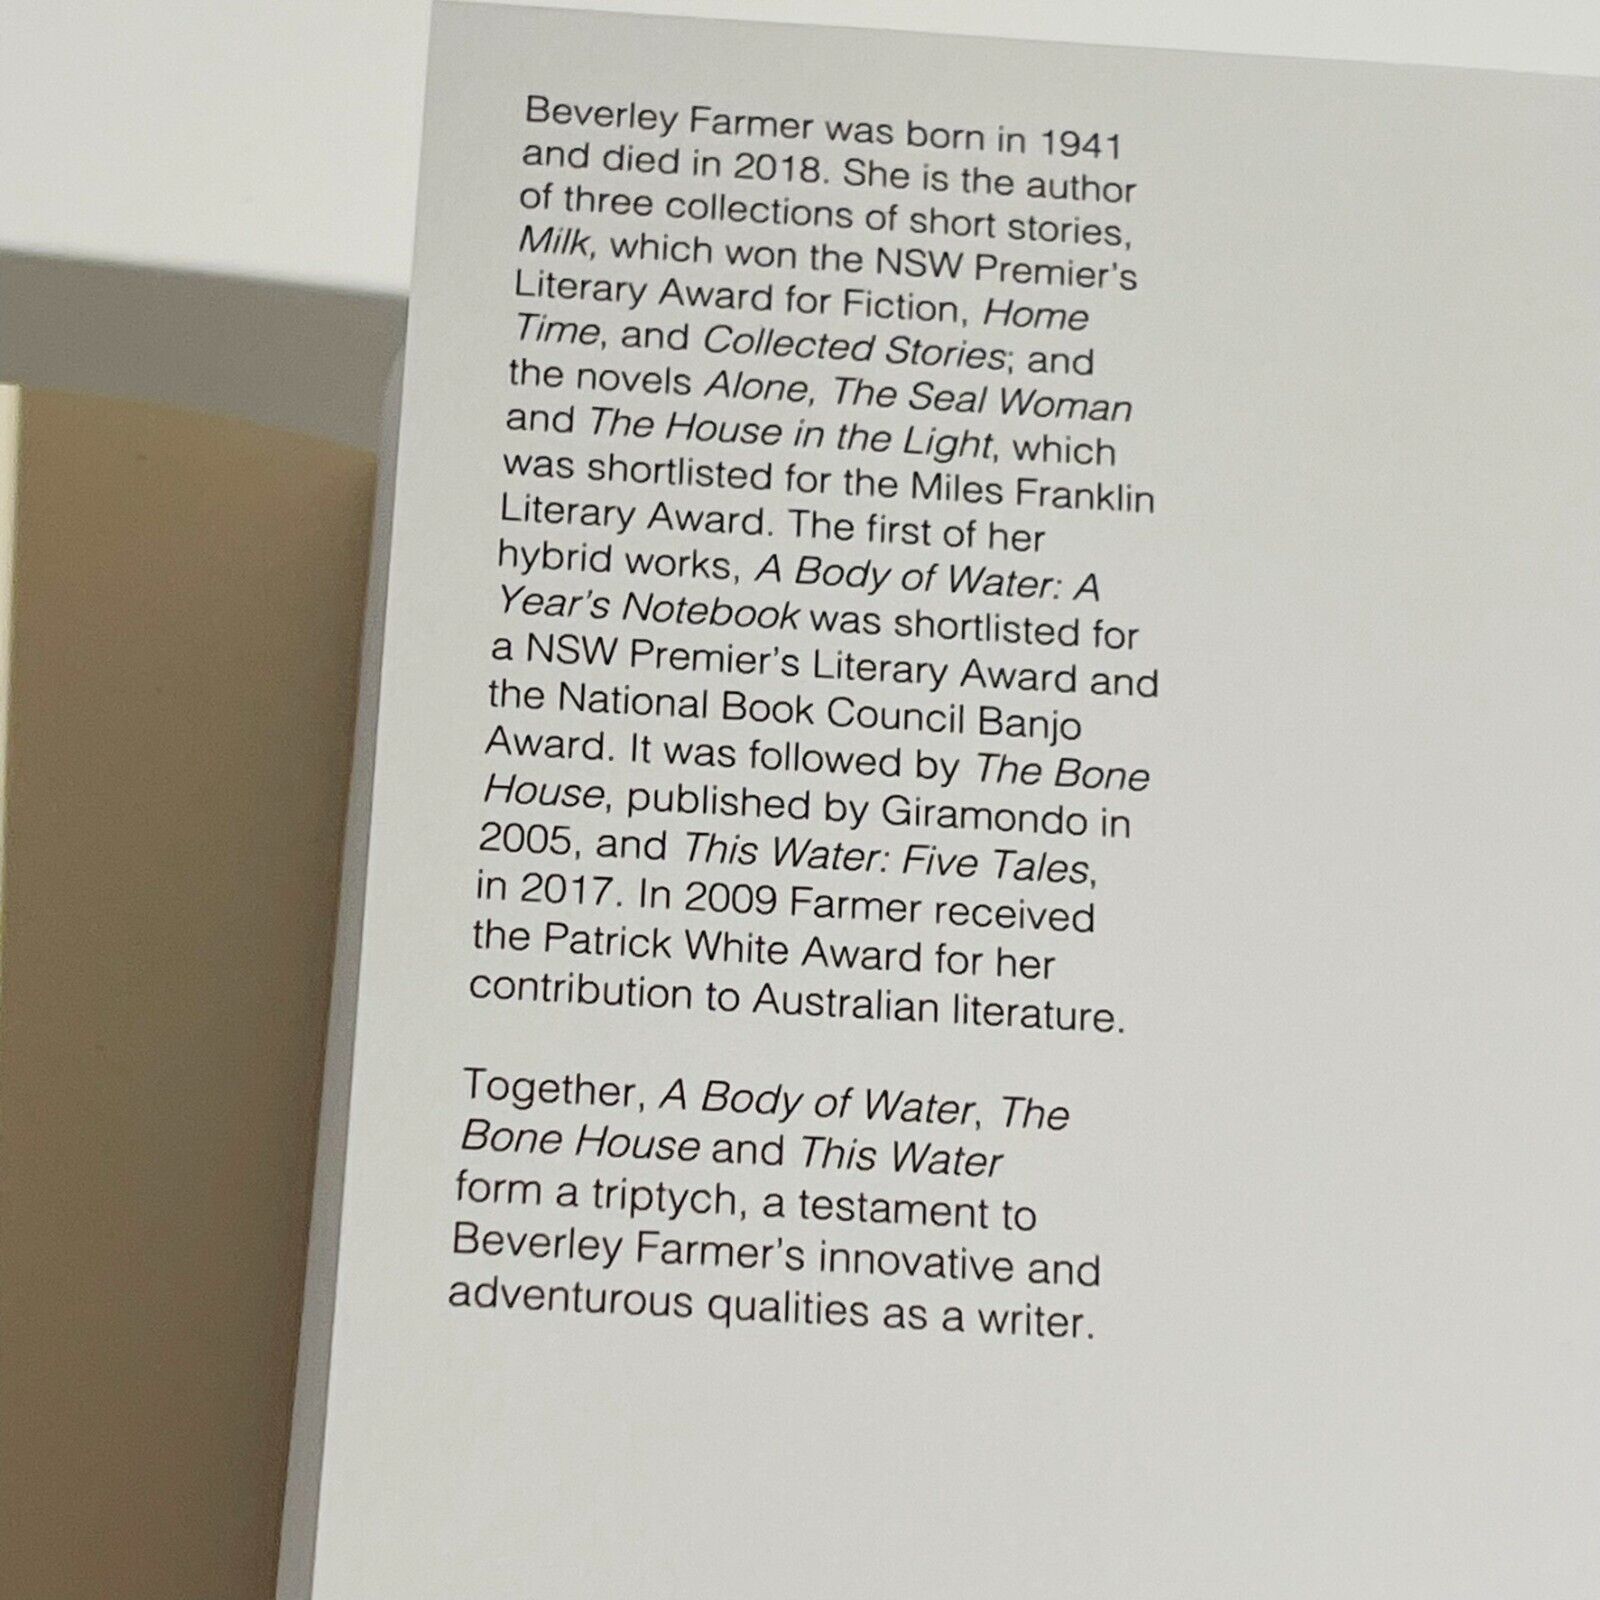 Beverley Farmer was born in 1941
and died in 2018. She is the author
of three collections of short stories,
Milk, which won the NSW Premier's
Literary Award for Fiction, Home
Time, and Collected Stories; and
the novels Alone, The Seal Woman
and The House in the Light, which
was shortlisted for the Miles Franklin
Literary Award. The first of her
hybrid works, A Body of Water: A
Year's Notebook was shortlisted for
a NSW Premier's Literary Award and
the National Book Council Banjo
Award. It was followed by The Bone
House, published by Giramondo in
2005, and This Water: Five Tales,
in 2017. In 2009 Farmer received
the Patrick White Award for her
contribution to Australian literature.
Together, A Body of Water, The
Bone House and This Water
form a triptych, a testament to
Beverley Farmer's innovative and
adventurous qualities as a writer.